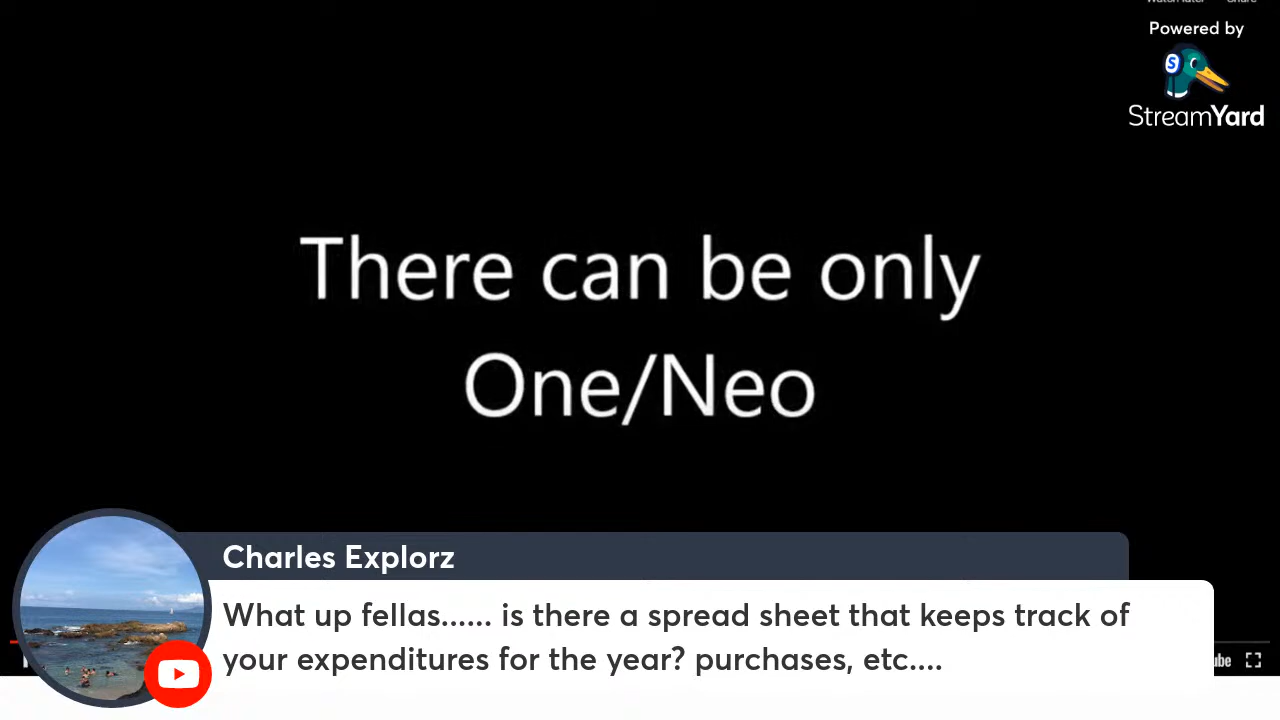 Powered by
S
StreamYard
There can be only
One/Neo
Charles Explorz
What up fellas...... is there a spread sheet that keeps track of
your expenditures for the year? purchases, etc....